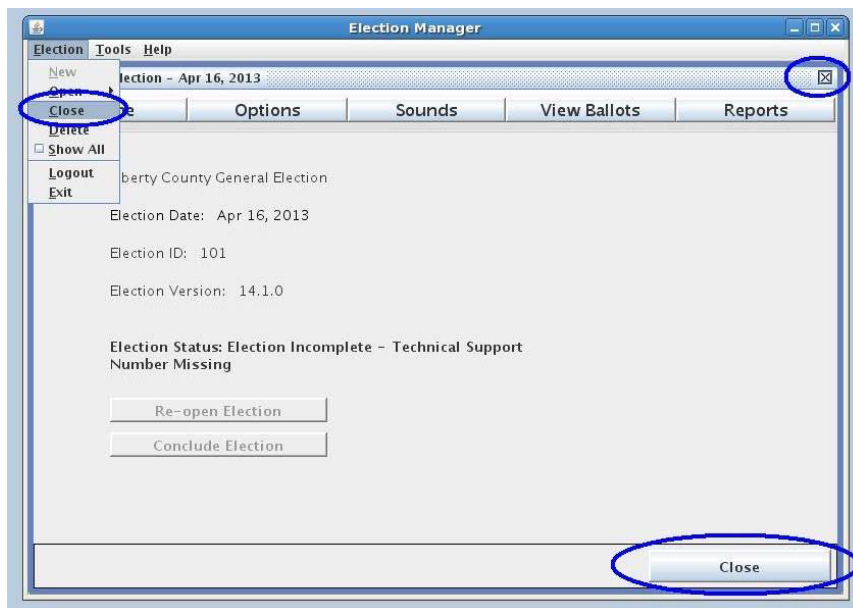 Election Manager
Election Tools Help
New
Open
Close
Delete
Show All
Logout
Exit
lection - Apr 16, 2013
e Options Sounds View Ballots Reports
berty County General Election
Election Date: Apr 16, 2013
Election ID: 101
Election Version: 14.1.0
Election Status: Election Incomplete - Technical Support
Number Missing
Re-open Election
Conclude Election
Close